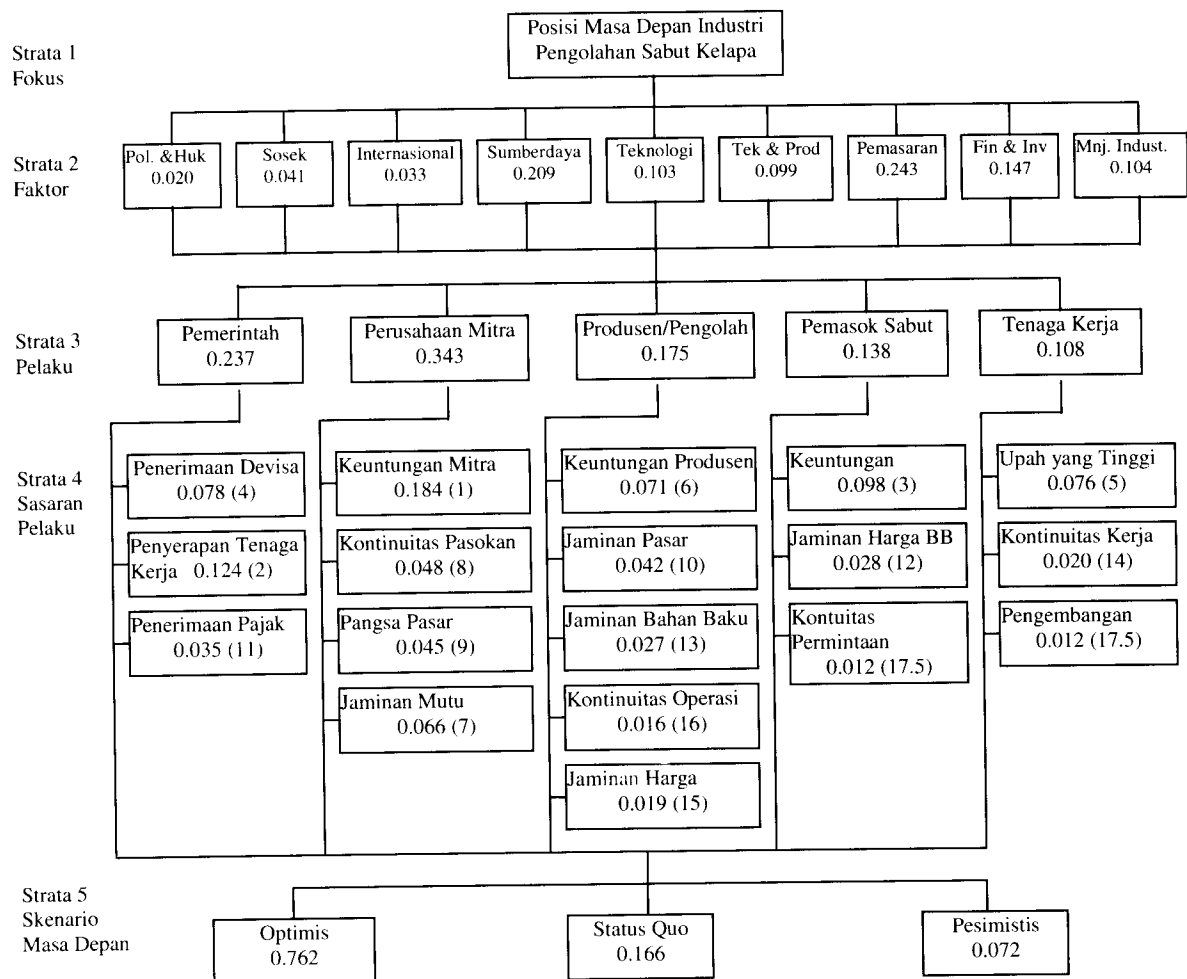 Strata 1
Fokus
Posisi Masa Depan Industri
Pengolahan Sabut Kelapa
Strata 2
Faktor
Pol. &Huk
0.020
Sosek
0.041
Internasional
0.033
Sumberdaya
0.209
Teknologi
0.103
Tek & Prod
0.099
Pemasaran
0.243
Fin & Inv
0.147
Mnj. Indust.
0.104
Strata 3
Pelaku
Pemerintah
0.237
Perusahaan Mitra
0.343
Produsen/Pengolah
0.175
Pemasok Sabut
0.138
Tenaga Kerja
0.108
Strata 4
Sasaran
Pelaku
Penerimaan Devisa
0.078 (4)
Penyerapan Tenaga
Kerja 0.124 (2)
Penerimaan Pajak
0.035 (11)
Keuntungan Mitra
0.184 (1)
Kontinuitas Pasokan
0.048 (8)
Pangsa Pasar
0.045 (9)
Jaminan Mutu
0.066 (7)
Keuntungan Produsen
0.071 (6)
Jaminan Pasar
0.042 (10)
Jaminan Bahan Baku
0.027 (13)
Kontinuitas Operasi
0.016 (16)
Jaminan Harga
0.019 (15)
Keuntungan
0.098 (3)
Jaminan Harga BB
0.028 (12)
Kontuitas
Permintaan
0.012 (17.5)
Upah yang Tinggi
0.076 (5)
Kontinuitas Kerja
0.020 (14)
Pengembangan
0.012 (17.5)
Strata 5
Skenario
Masa Depan
Optimis
0.762
Status Quo
0.166
Pesimistis
0.072